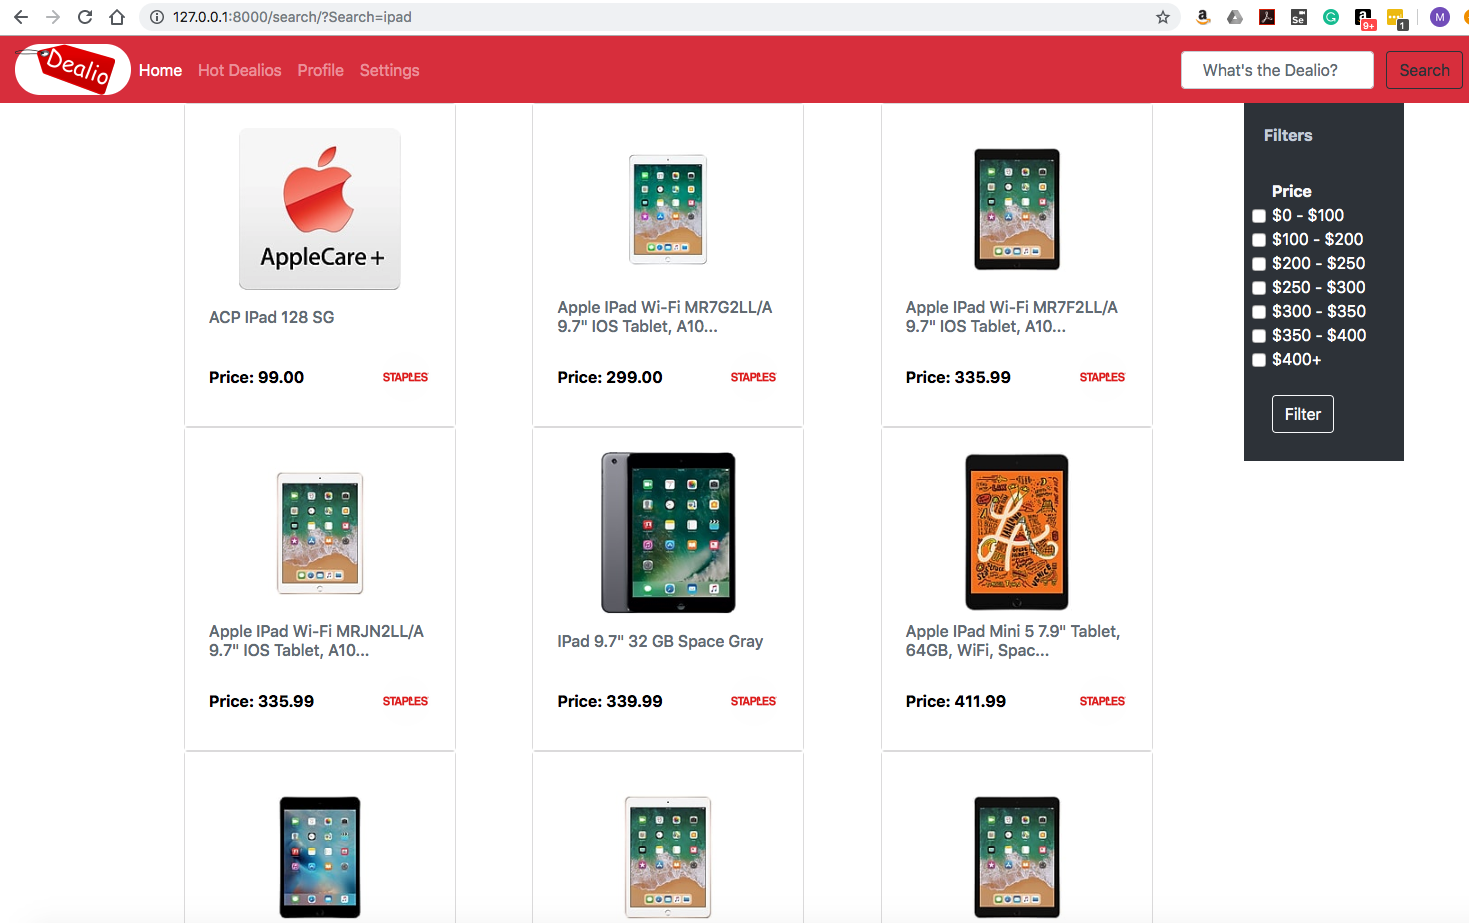 127.0.0.1:8000/search/?Search=ipad
Se
9+
1
M
Dealio
Home Hot Dealios Profile Settings
What's the Dealio? Search
Filters
Price
$0 - $100
$100 - $200
$200 - $250
$250 - $300
$300 - $350
$350 - $400
$400+
Filter
AppleCare+
ACP IPad 128 SG
Price: 99.00 STAPLES
Apple IPad Wi-Fi MR7G2LL/A
9.7" IOS Tablet, A10...
Price: 299.00 STAPLES
Apple IPad Wi-Fi MR7F2LL/A
9.7" IOS Tablet, A10...
Price: 335.99 STAPLES
Apple IPad Wi-Fi MRJN2LL/A
9.7" IOS Tablet, A10...
Price: 335.99 STAPLES
IPad 9.7" 32 GB Space Gray
Price: 339.99 STAPLES
VENICE
Apple IPad Mini 5 7.9" Tablet,
64GB, WiFi, Spac...
Price: 411.99 STAPLES